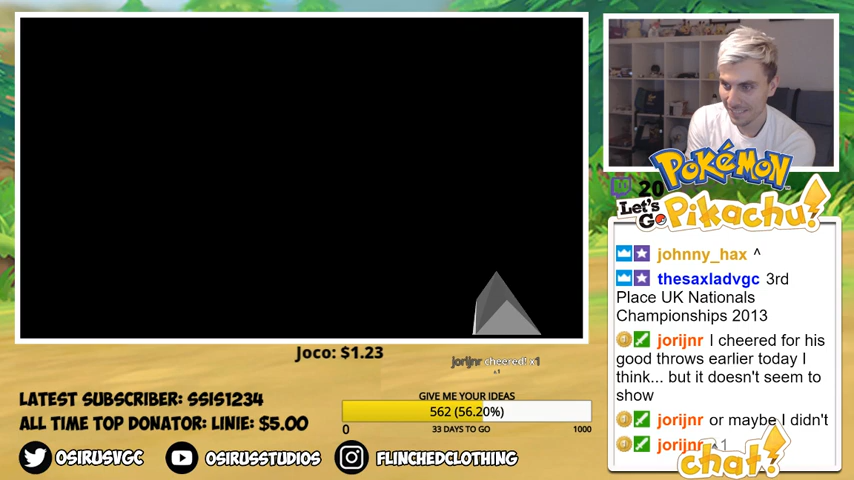 POKÉMON
20
Let's Go Pikachu!
johnny_hax ^
thesaxladvgc 3rd
Place UK Nationals
Championships 2013
jorijnr I cheered for his
good throws earlier today I
think... but it doesn't seem to
show
jorijnr or maybe I didn't
jorijnr ^1
chat!
Joco: $1.23
jorijnr cheered! x1
LATEST SUBSCRIBER: SSIS1234
ALL TIME TOP DONATOR: LINIE: $5.00
GIVE ME YOUR IDEAS
562 (56.20%)
0 33 DAYS TO GO 1000
OSIRUSVGC OSIRUSSTUDIOS FLINCHEDCLOTHING